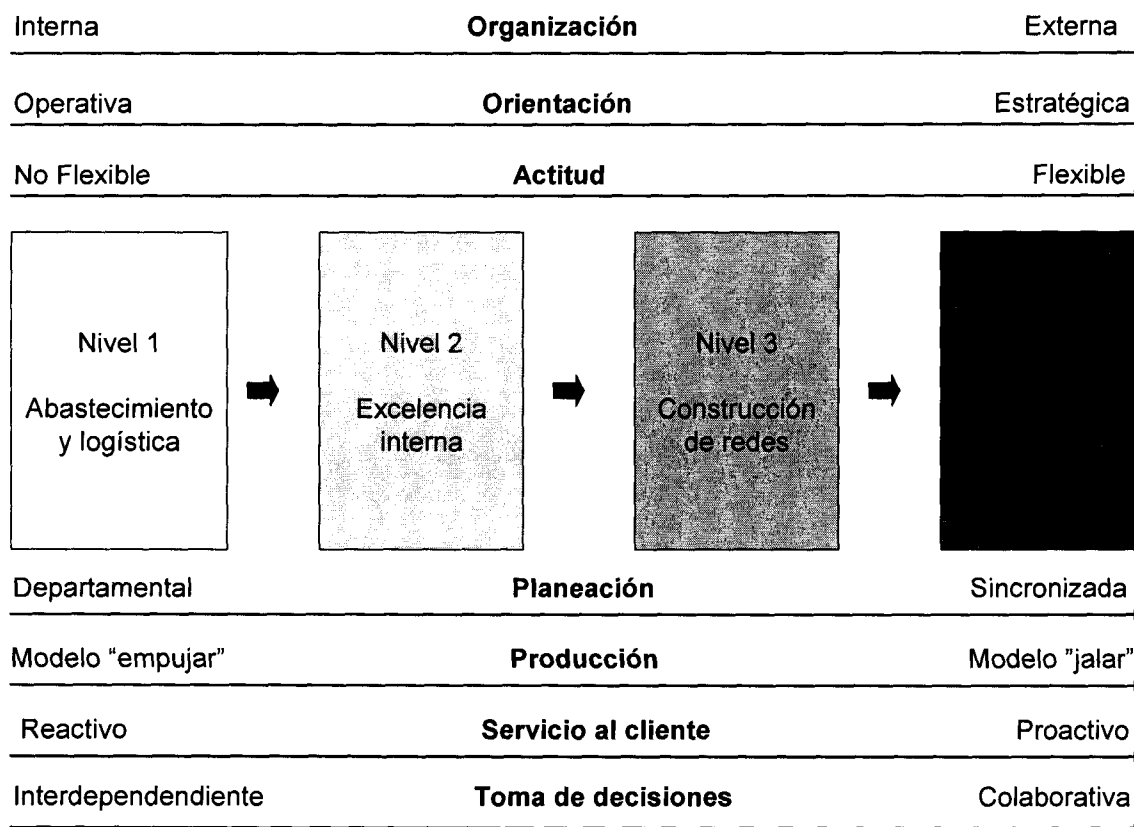 Interna Organización Externa
Operativa Orientación Estratégica
No Flexible Actitud Flexible
Nivel 1
Abastecimiento
y logística
Nivel 2
Excelencia
interna
Nivel 3
Construcción
de redes
Departamental Planeación Sincronizada
Modelo “empujar” Producción Modelo ”jalar”
Reactivo Servicio al cliente Proactivo
Interdependendiente Toma de decisiones Colaborativa